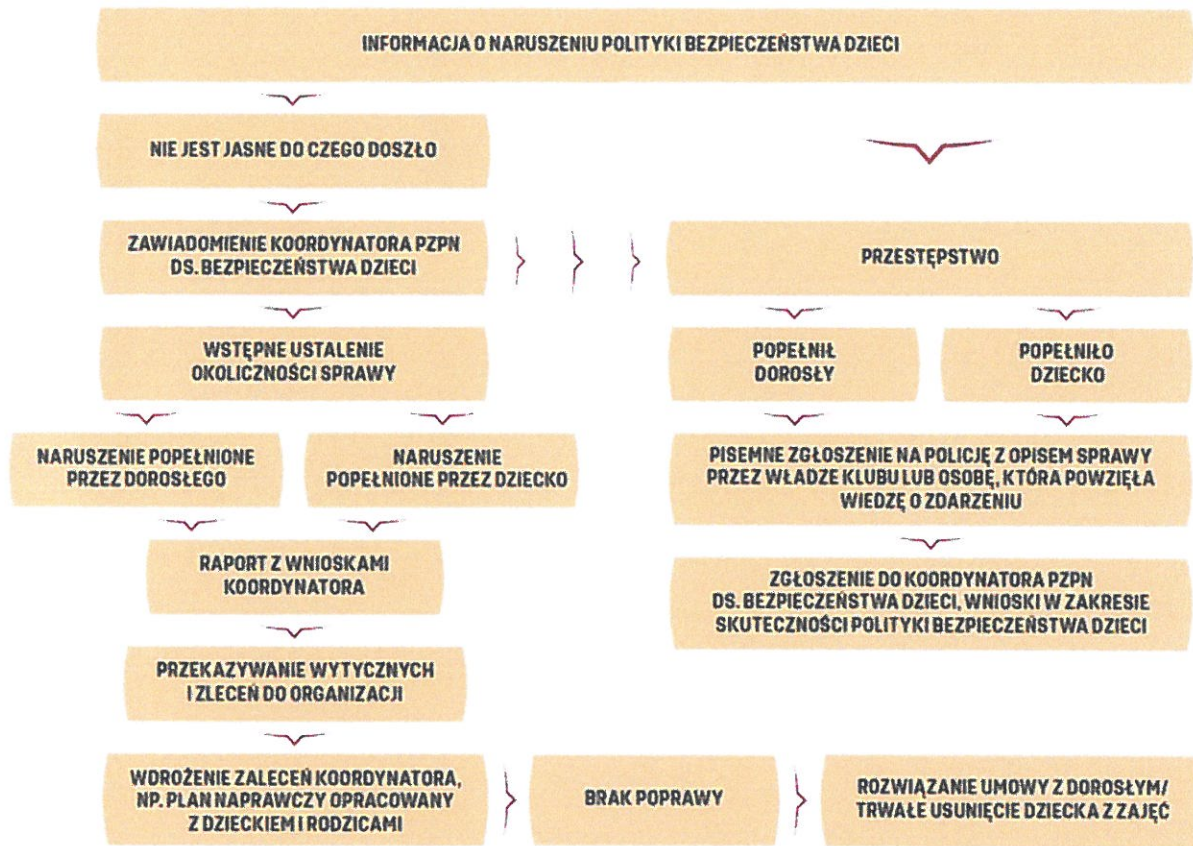 INFORMACJA O NARUSZENIU POLITYKI BEZPIECZEŃSTWA DZIECI
NIE JEST JASNE DO CZEGO DOSZŁO
ZAWIADOMIENIE KOORDYNATORA PZPN
DS. BEZPIECZEŃSTWA DZIECI
PRZESTĘPSTWO
WSTĘPNE USTALENIE
OKOLICZNOŚCI SPRAWY
POPEŁNIŁ
DOROSŁY
POPEŁNIŁO
DZIECKO
NARUSZENIE POPEŁNIONE
PRZEZ DOROSŁEGO
NARUSZENIE
POPEŁNIONE PRZEZ DZIECKO
PISEMNE ZGŁOSZENIE NA POLICJĘ Z OPISEM SPRAWY
PRZEZ WŁADZE KLUBU LUB OSOBĘ, KTÓRA POWZIĘŁA
WIEDZĘ O ZDARZENIU
RAPORT Z WNIOSKAMI
KOORDYNATORA
ZGŁOSZENIE DO KOORDYNATORA PZPN
DS. BEZPIECZEŃSTWA DZIECI, WNIOSKI W ZAKRESIE
SKUTECZNOŚCI POLITYKI BEZPIECZEŃSTWA DZIECI
PRZEKAZYWANIE WYTYCZNYCH
I ZLECEŃ DO ORGANIZACJI
WDROŻENIE ZALECEŃ KOORDYNATORA,
NP. PLAN NAPRAWCZY OPRACOWANY
Z DZIECKIEM I RODZICAMI
BRAK POPRAWY
ROZWIĄZANIE UMOWY Z DOROSŁYM/
TRWAŁE USUNIĘCIE DZIECKA Z ZAJĘĆ